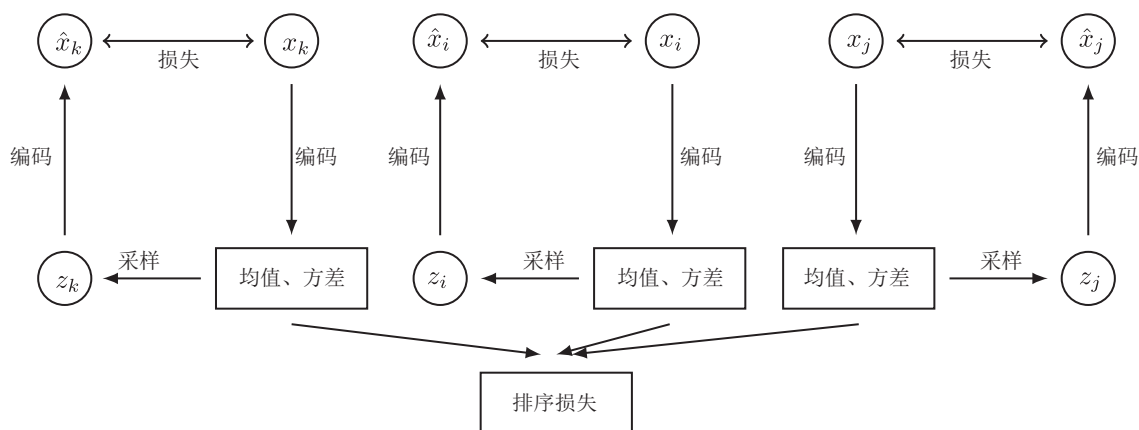 x̂_k 损失 x_k x̂_i 损失 x_i x_j 损失 x̂_j
编码 编码 编码 编码 编码 编码
z_k 采样 均值、方差 z_i 采样 均值、方差 均值、方差 采样 z_j
排序损失